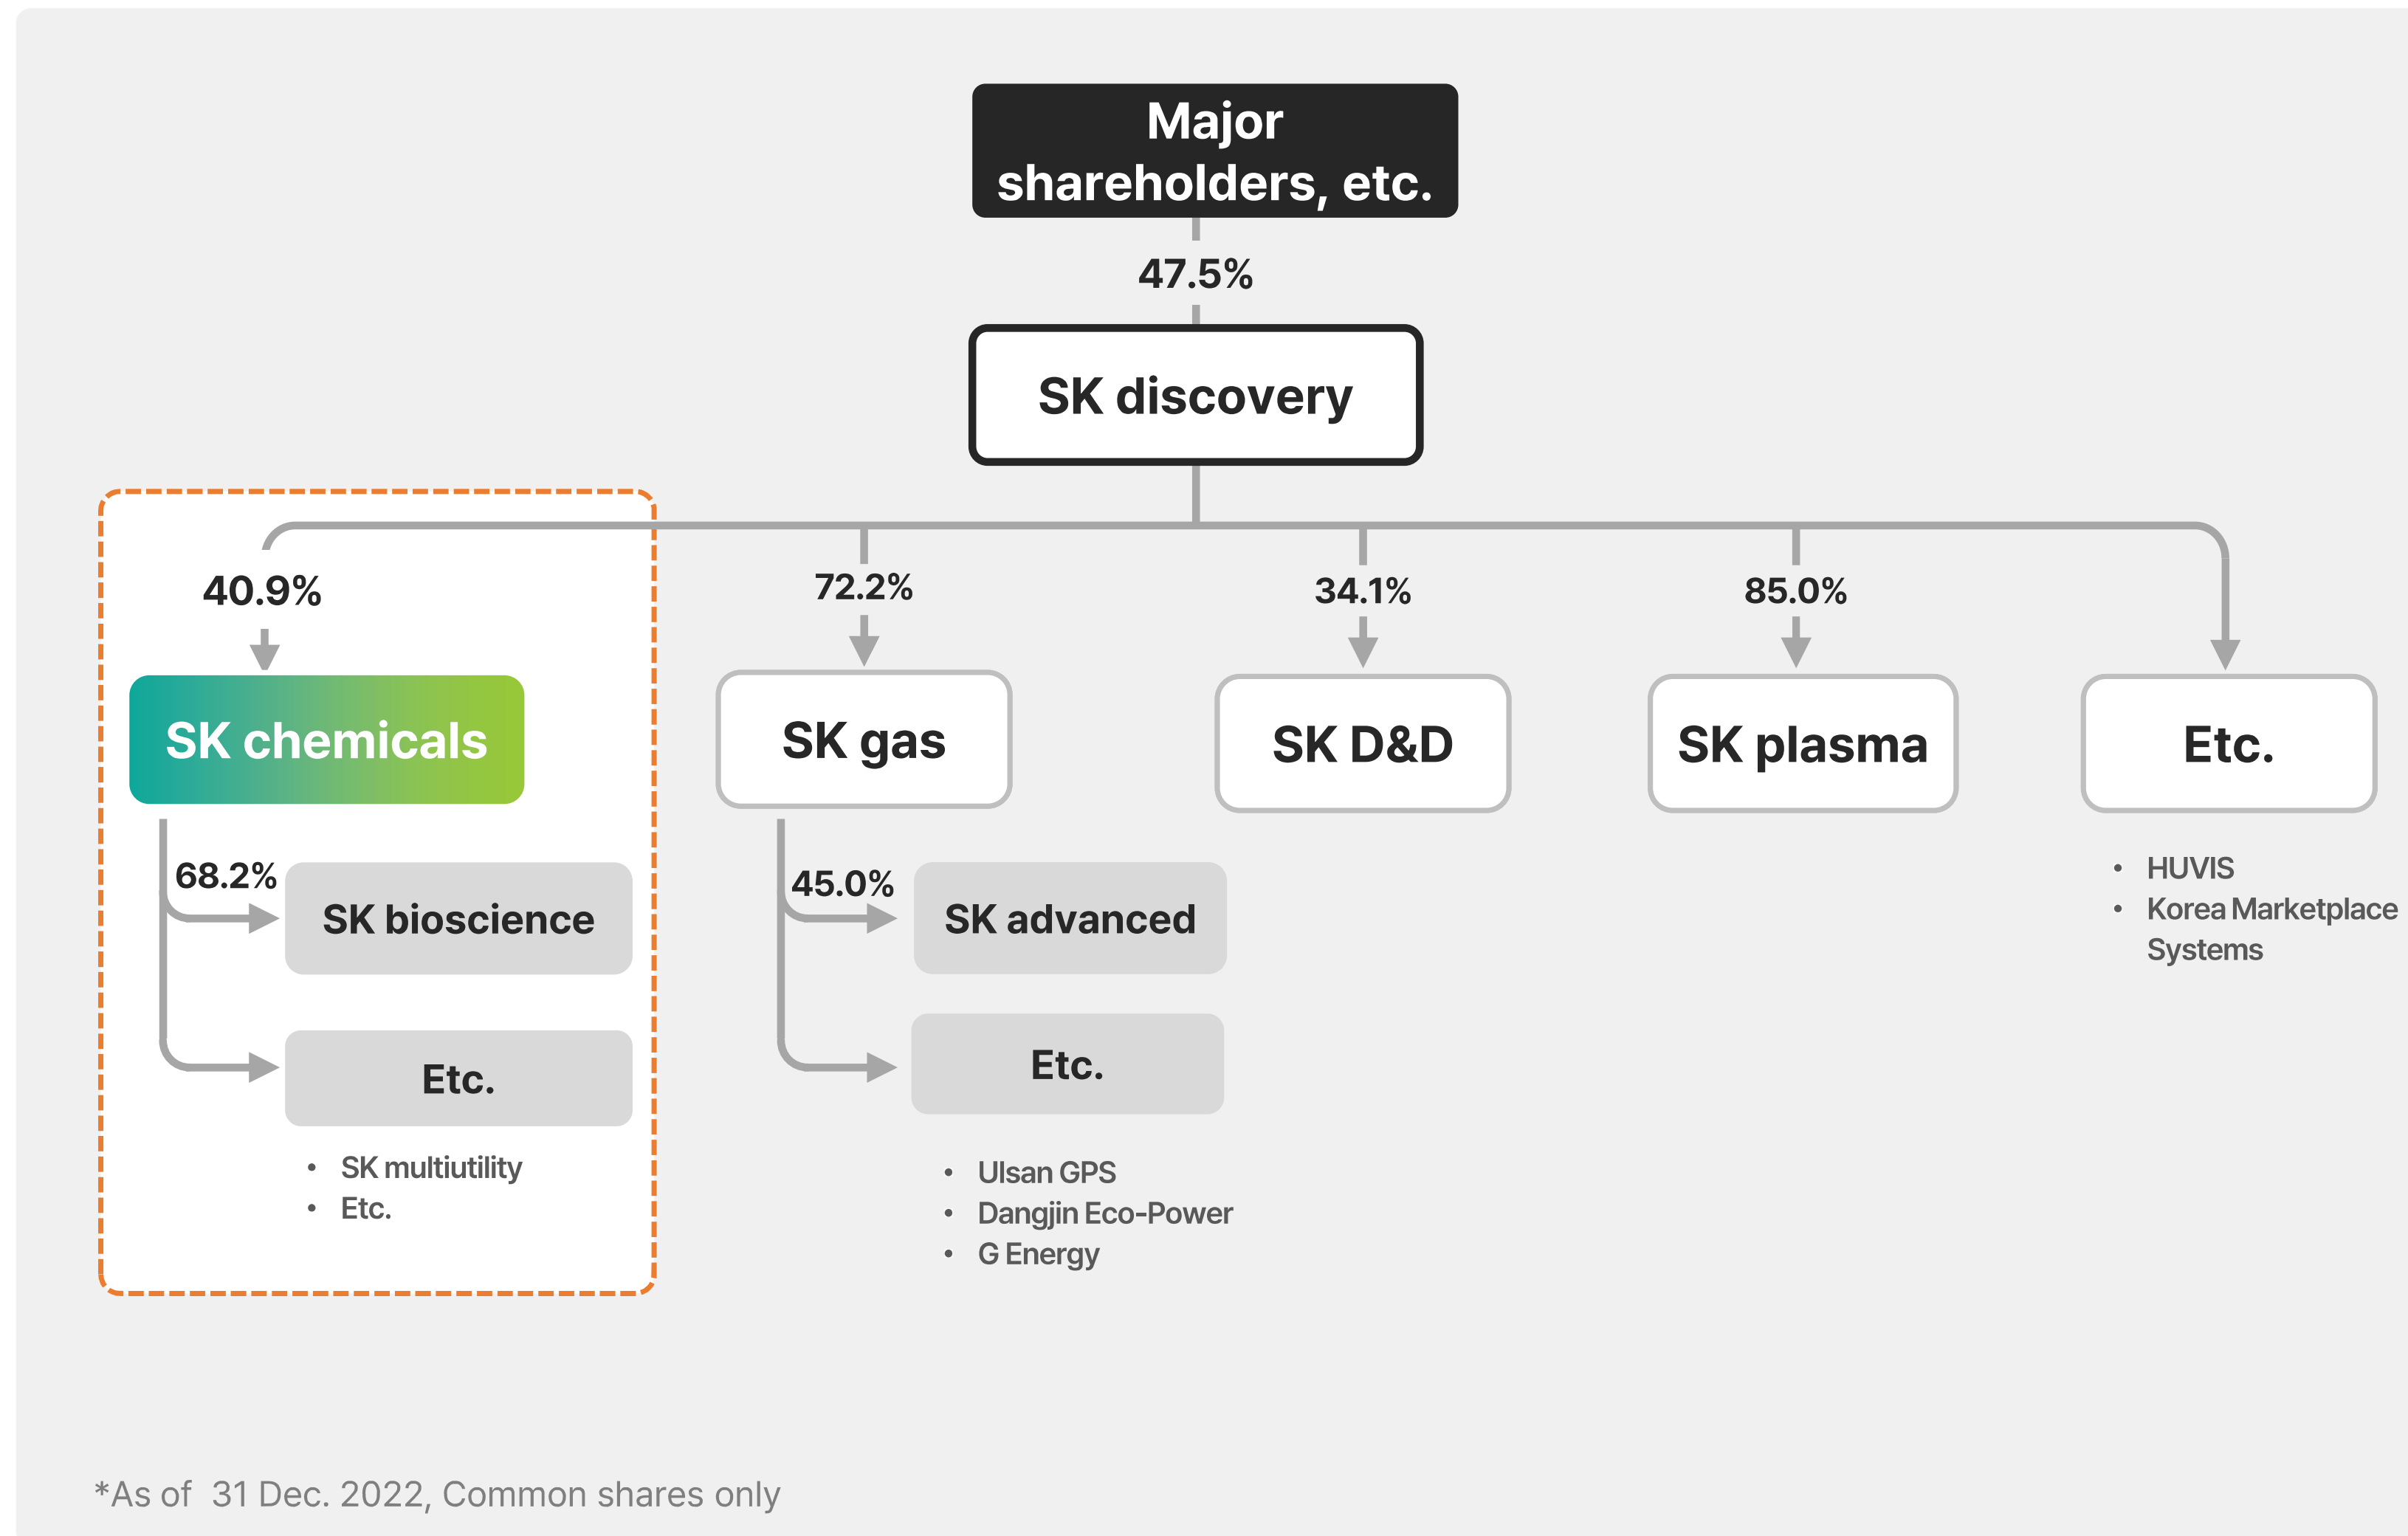 Major
shareholders, etc.
47.5%
SK discovery
40.9%
72.2%
34.1%
85.0%
SK chemicals
SK gas
SK D&D
SK plasma
Etc.
68.2%
SK bioscience
45.0%
SK advanced
• HUVIS
• Korea Marketplace
Systems
Etc.
Etc.
• SK multiutility
• Etc.
• Ulsan GPS
• Dangjin Eco-Power
• G Energy
*As of 31 Dec. 2022, Common shares only